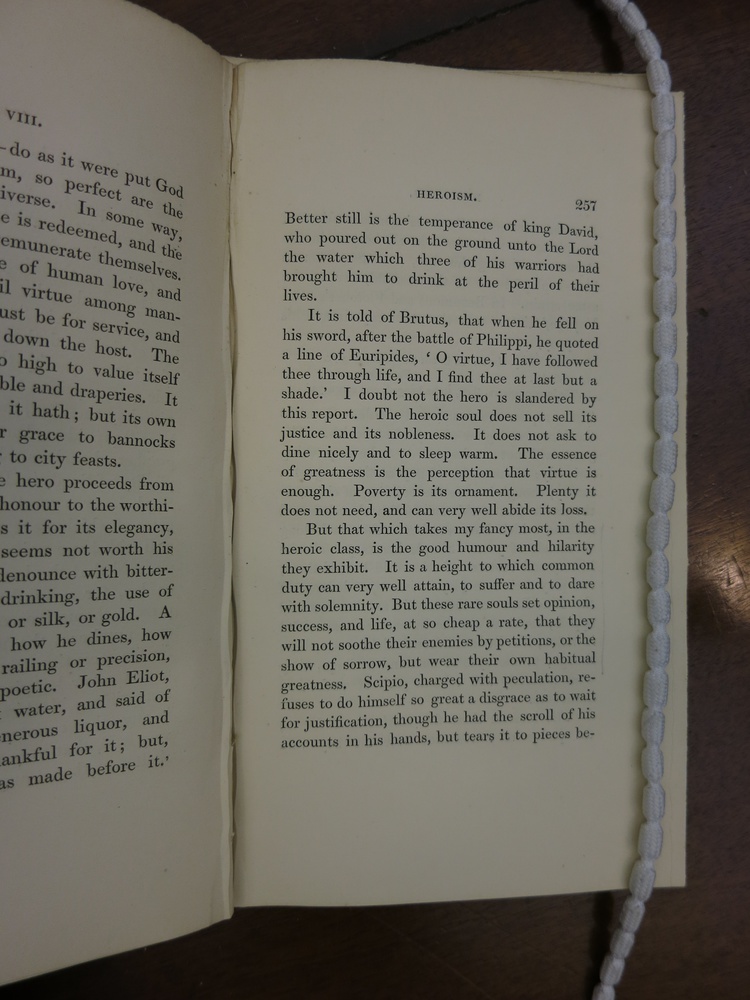 VIII.
-do as it were put God
m, so perfect are the
iverse. In some way,
e is redeemed, and the
emunerate themselves.
e of human love, and
il virtue among man-
ust be for service, and
down the host. The
o high to value itself
ble and draperies. It
it hath; but its own
r grace to bannocks
to city feasts.
e hero proceeds from
honour to the worthi-
s it for its elegancy,
seems not worth his
denounce with bitter-
drinking, the use of
or silk, or gold. A
how he dines, how
railing or precision,
poetic. John Eliot,
water, and said of
nerous liquor, and
ankful for it; but,
as made before it.'
HEROISM. 257
Better still is the temperance of king David,
who poured out on the ground unto the Lord
the water which three of his warriors had
brought him to drink at the peril of their
lives.
It is told of Brutus, that when he fell on
his sword, after the battle of Philippi, he quoted
a line of Euripides, ‘ O virtue, I have followed
thee through life, and I find thee at last but a
shade.’ I doubt not the hero is slandered by
this report. The heroic soul does not sell its
justice and its nobleness. It does not ask to
dine nicely and to sleep warm. The essence
of greatness is the perception that virtue is
enough. Poverty is its ornament. Plenty it
does not need, and can very well abide its loss.
But that which takes my fancy most, in the
heroic class, is the good humour and hilarity
they exhibit. It is a height to which common
duty can very well attain, to suffer and to dare
with solemnity. But these rare souls set opinion,
success, and life, at so cheap a rate, that they
will not soothe their enemies by petitions, or the
show of sorrow, but wear their own habitual
greatness. Scipio, charged with peculation, re-
fuses to do himself so great a disgrace as to wait
for justification, though he had the scroll of his
accounts in his hands, but tears it to pieces be-